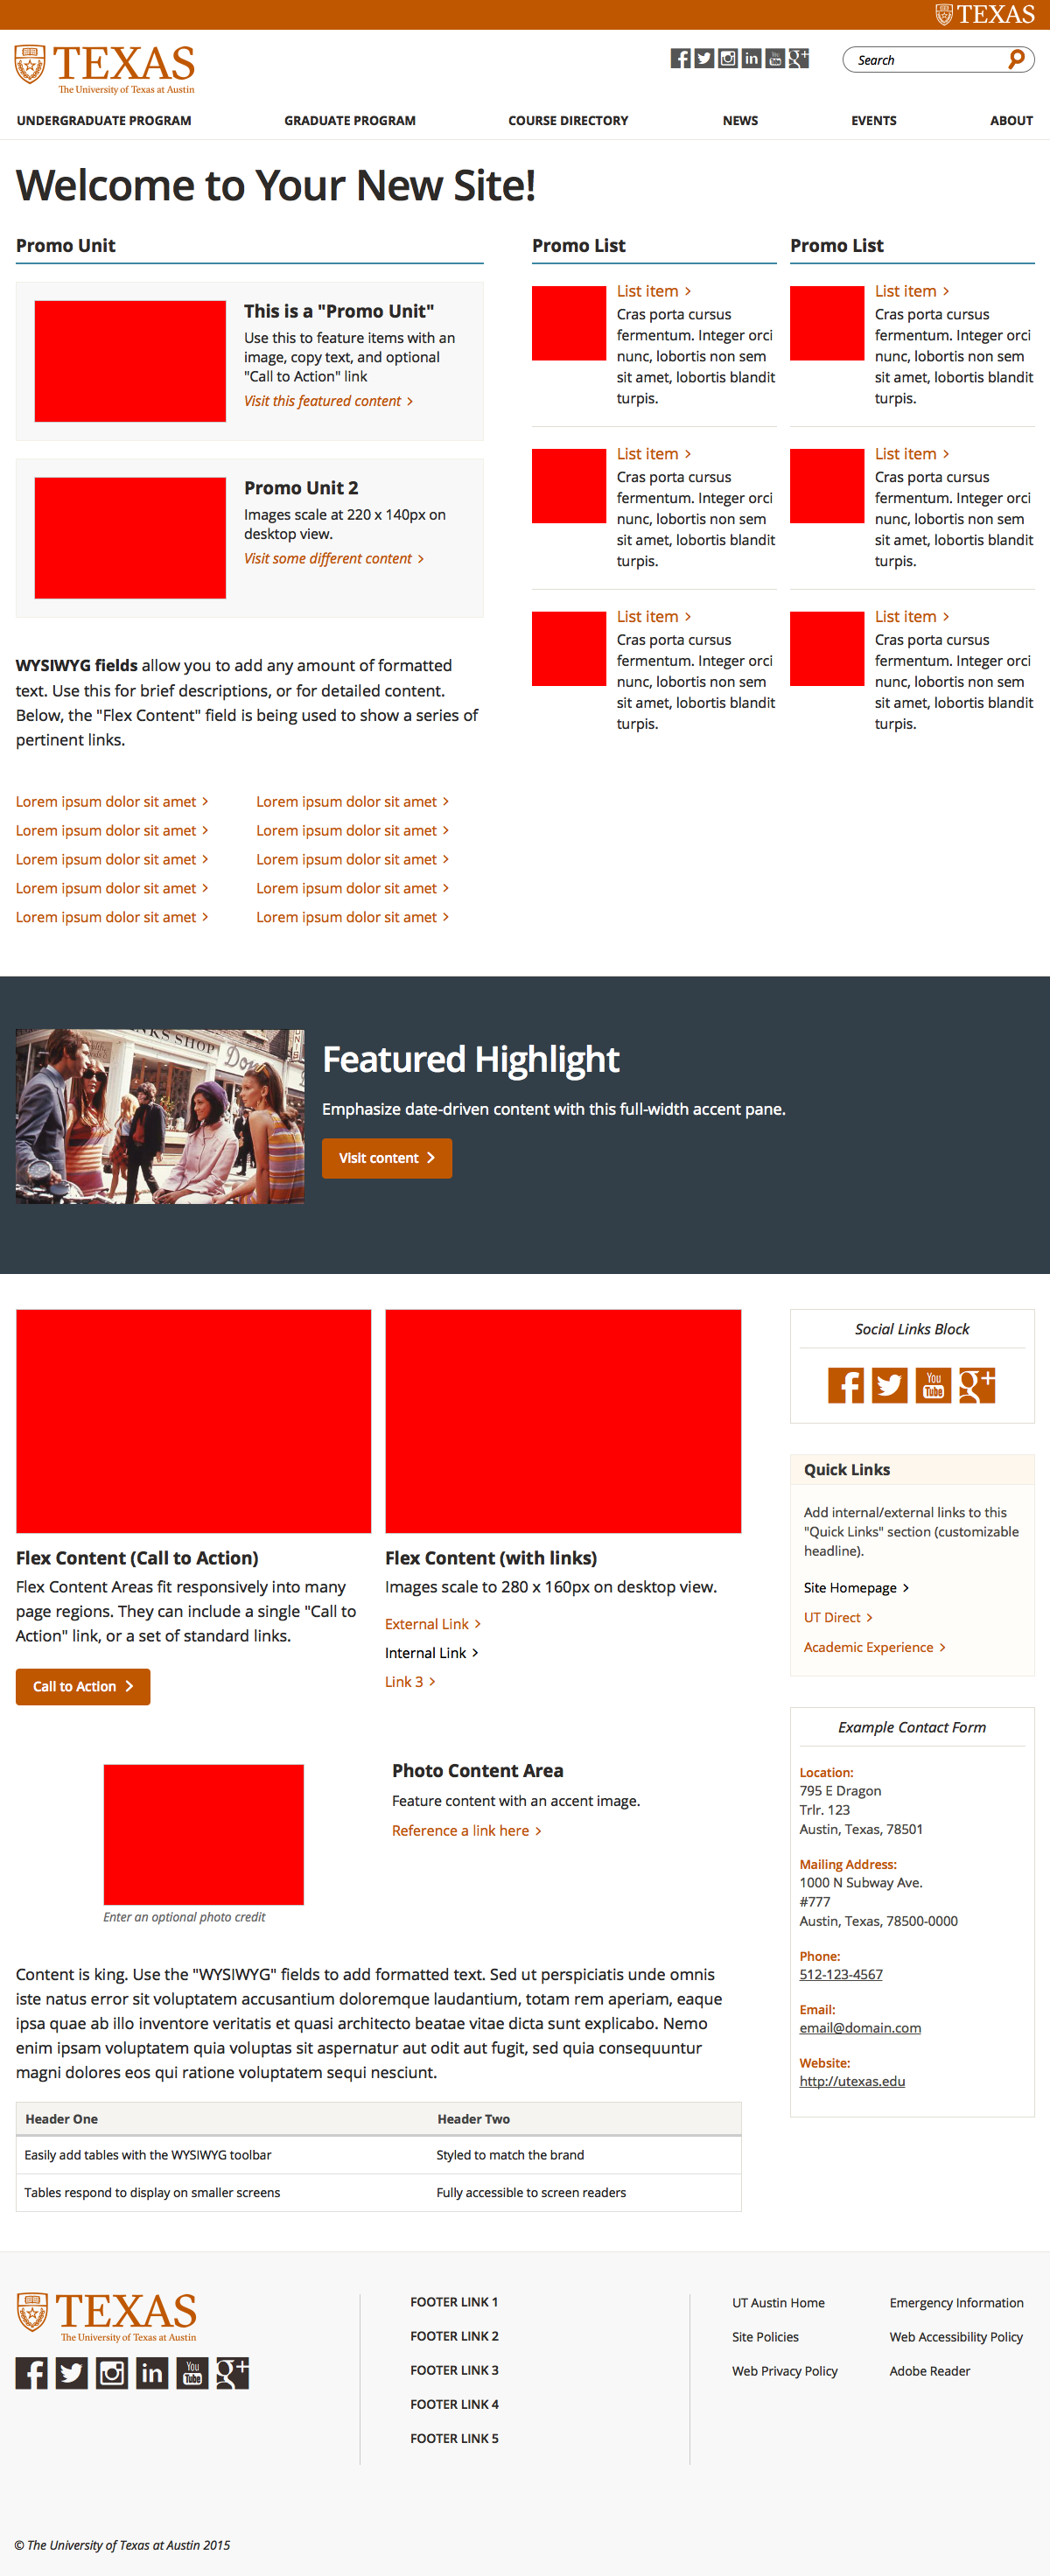 TEXAS
TEXAS
The University of Texas at Austin
Search
UNDERGRADUATE PROGRAM
GRADUATE PROGRAM
COURSE DIRECTORY
NEWS
EVENTS
ABOUT
Welcome to Your New Site!
Promo Unit
This is a "Promo Unit"
Use this to feature items with an
image, copy text, and optional
"Call to Action" link
Visit this featured content
Promo Unit 2
Images scale at 220 x 140px on
desktop view.
Visit some different content
WYSIWYG fields allow you to add any amount of formatted
text. Use this for brief descriptions, or for detailed content.
Below, the "Flex Content" field is being used to show a series of
pertinent links.
Lorem ipsum dolor sit amet
Lorem ipsum dolor sit amet
Lorem ipsum dolor sit amet
Lorem ipsum dolor sit amet
Lorem ipsum dolor sit amet
Lorem ipsum dolor sit amet
Lorem ipsum dolor sit amet
Lorem ipsum dolor sit amet
Lorem ipsum dolor sit amet
Lorem ipsum dolor sit amet
Promo List
List item
Cras porta cursus
fermentum. Integer orci
nunc, lobortis non sem
sit amet, lobortis blandit
turpis.
List item
Cras porta cursus
fermentum. Integer orci
nunc, lobortis non sem
sit amet, lobortis blandit
turpis.
List item
Cras porta cursus
fermentum. Integer orci
nunc, lobortis non sem
sit amet, lobortis blandit
turpis.
Promo List
List item
Cras porta cursus
fermentum. Integer orci
nunc, lobortis non sem
sit amet, lobortis blandit
turpis.
List item
Cras porta cursus
fermentum. Integer orci
nunc, lobortis non sem
sit amet, lobortis blandit
turpis.
List item
Cras porta cursus
fermentum. Integer orci
nunc, lobortis non sem
sit amet, lobortis blandit
turpis.
SHOP
Featured Highlight
Emphasize date-driven content with this full-width accent pane.
Visit content
Flex Content (Call to Action)
Flex Content Areas fit responsively into many
page regions. They can include a single "Call to
Action" link, or a set of standard links.
Call to Action
Flex Content (with links)
Images scale to 280 x 160px on desktop view.
External Link
Internal Link
Link 3
Enter an optional photo credit
Photo Content Area
Feature content with an accent image.
Reference a link here
Content is king. Use the "WYSIWYG" fields to add formatted text. Sed ut perspiciatis unde omnis
iste natus error sit voluptatem accusantium doloremque laudantium, totam rem aperiam, eaque
ipsa quae ab illo inventore veritatis et quasi architecto beatae vitae dicta sunt explicabo. Nemo
enim ipsam voluptatem quia voluptas sit aspernatur aut odit aut fugit, sed quia consequuntur
magni dolores eos qui ratione voluptatem sequi nesciunt.
Header One
Header Two
Easily add tables with the WYSIWYG toolbar
Styled to match the brand
Tables respond to display on smaller screens
Fully accessible to screen readers
Social Links Block
You
Tube
Quick Links
Add internal/external links to this
"Quick Links" section (customizable
headline).
Site Homepage
UT Direct
Academic Experience
Example Contact Form
Location:
795 E Dragon
Trlr. 123
Austin, Texas, 78501
Mailing Address:
1000 N Subway Ave.
#777
Austin, Texas, 78500-0000
Phone:
512-123-4567
Email:
email@domain.com
Website:
http://utexas.edu
TEXAS
The University of Texas at Austin
You
Tube
FOOTER LINK 1
FOOTER LINK 2
FOOTER LINK 3
FOOTER LINK 4
FOOTER LINK 5
UT Austin Home
Site Policies
Web Privacy Policy
Emergency Information
Web Accessibility Policy
Adobe Reader
© The University of Texas at Austin 2015